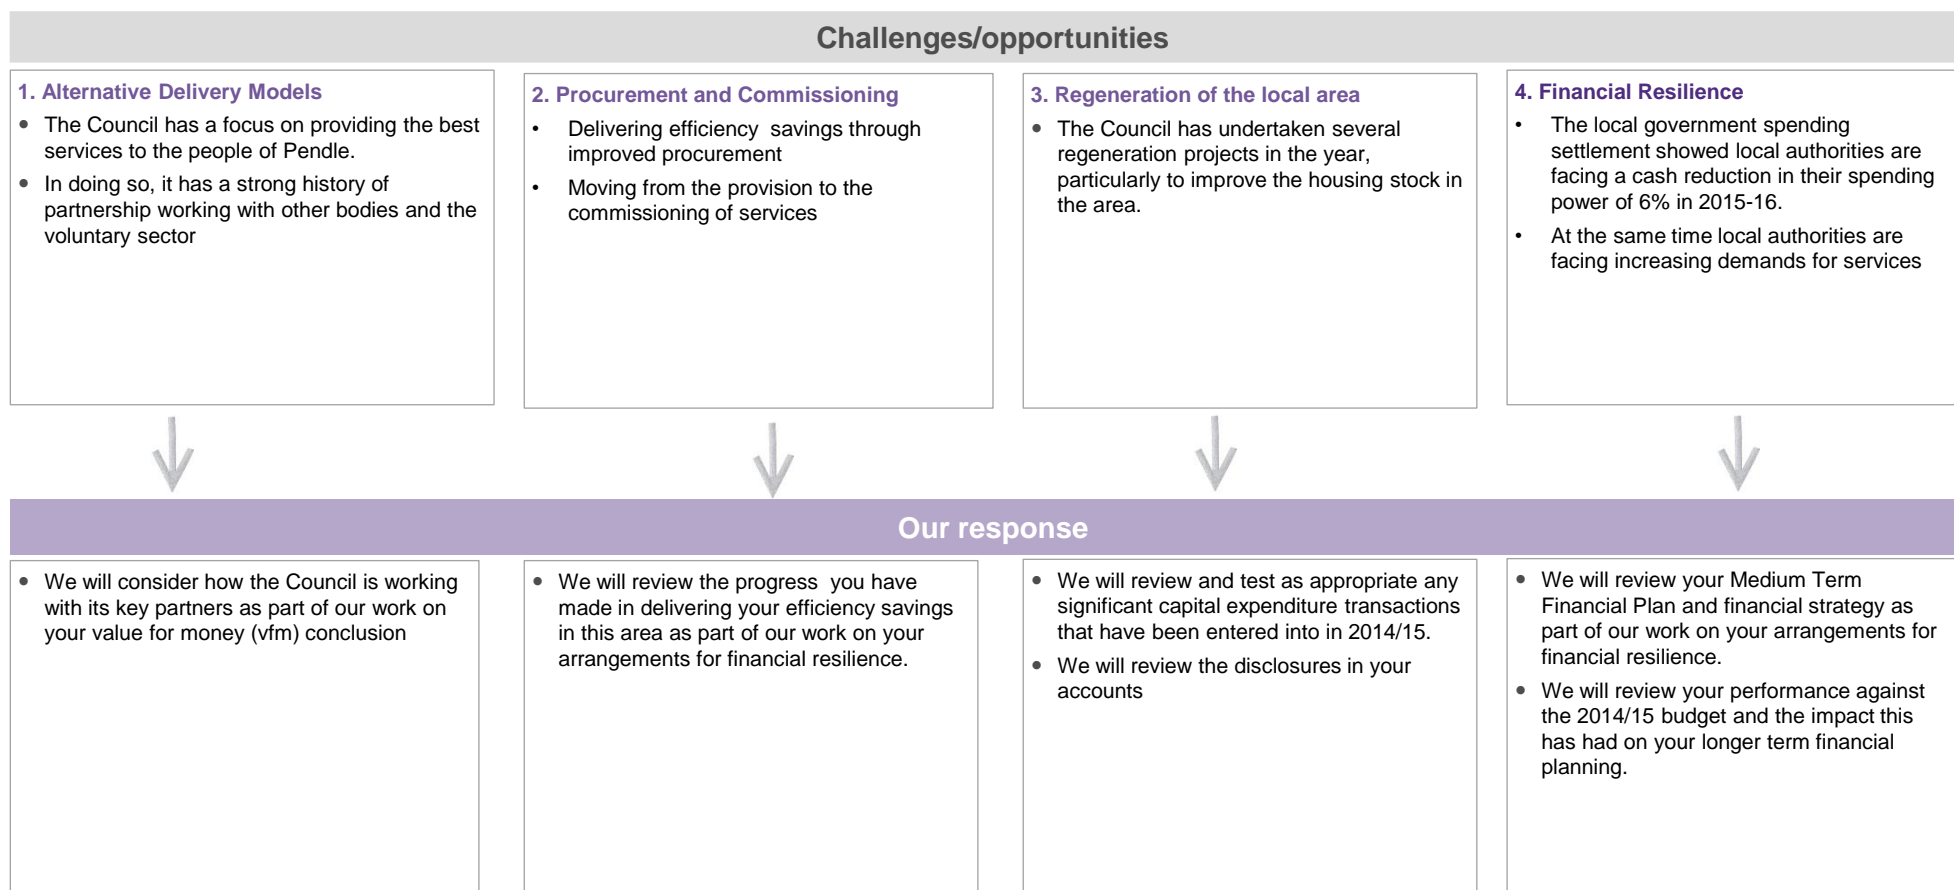 Challenges/opportunities
1. Alternative Delivery Models
• The Council has a focus on providing the best
services to the people of Pendle.
• In doing so, it has a strong history of
partnership working with other bodies and the
voluntary sector
2. Procurement and Commissioning
• Delivering efficiency savings through
improved procurement
• Moving from the provision to the
commissioning of services
3. Regeneration of the local area
• The Council has undertaken several
regeneration projects in the year,
particularly to improve the housing stock in
the area.
4. Financial Resilience
• The local government spending
settlement showed local authorities are
facing a cash reduction in their spending
power of 6% in 2015-16.
• At the same time local authorities are
facing increasing demands for services
Our response
• We will consider how the Council is working
with its key partners as part of our work on
your value for money (vfm) conclusion
• We will review the progress you have
made in delivering your efficiency savings
in this area as part of our work on your
arrangements for financial resilience.
• We will review and test as appropriate any
significant capital expenditure transactions
that have been entered into in 2014/15.
• We will review the disclosures in your
accounts
• We will review your Medium Term
Financial Plan and financial strategy as
part of our work on your arrangements for
financial resilience.
• We will review your performance against
the 2014/15 budget and the impact this
has had on your longer term financial
planning.